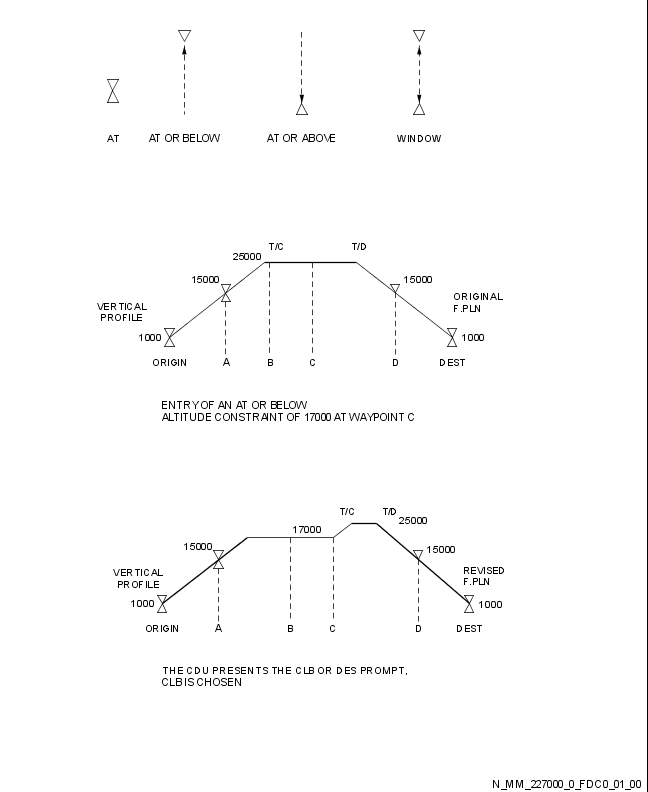 AT
AT OR BELOW
AT OR ABOVE
WINDOW
T/C
T/D
25000
15000
15000
VERTICAL
PROFILE
ORIGINAL
F.PLN
1000
1000
ORIGIN
A
B
C
D
DEST
ENTRY OF AN AT OR BELOW
ALTITUDE CONSTRAINT OF 17000 AT WAYPOINT C
T/C
T/D
25000
17000
15000
15000
VERTICAL
PROFILE
REVISED
F.PLN
1000
1000
ORIGIN
A
B
C
D
DEST
THE CDU PRESENTS THE CLB OR DES PROMPT,
CLB IS CHOSEN
N_MM_227000_0_FDC0_01_00